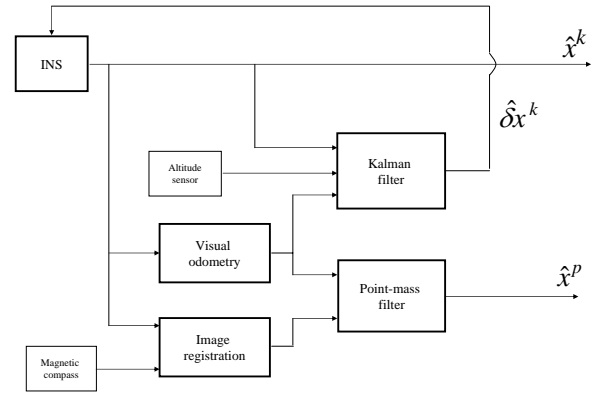 INS
x̂^k
δ̂x^k
Kalman
filter
Altitude
sensor
Visual
odometry
x̂^p
Point-mass
filter
Image
registration
Magnetic
compass